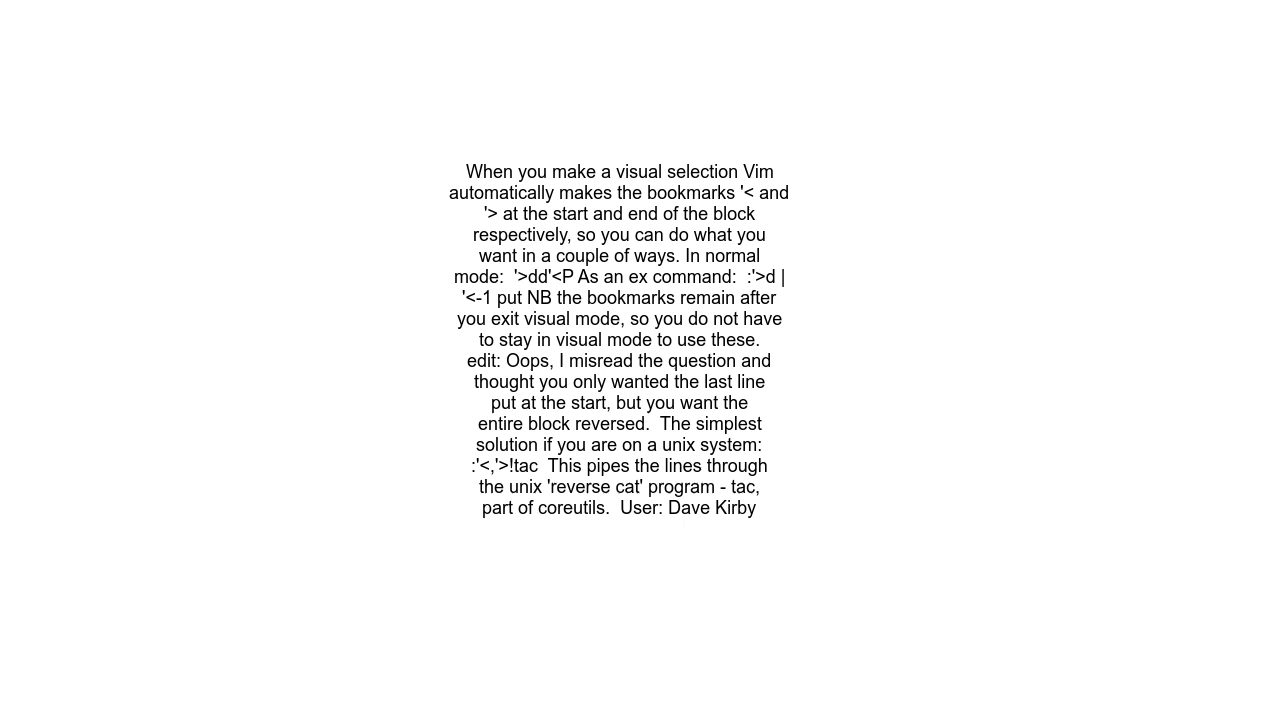 When you make a visual selection Vim
automatically makes the bookmarks '< and
'> at the start and end of the block
respectively, so you can do what you
want in a couple of ways. In normal
mode:  '>dd'<P As an ex command:  :'>d |
'<-1 put NB the bookmarks remain after
you exit visual mode, so you do not have
to stay in visual mode to use these.
edit: Oops, I misread the question and
thought you only wanted the last line
put at the start, but you want the
entire block reversed.  The simplest
solution if you are on a unix system:
:'<,'>!tac  This pipes the lines through
the unix 'reverse cat' program - tac,
part of coreutils.  User: Dave Kirby